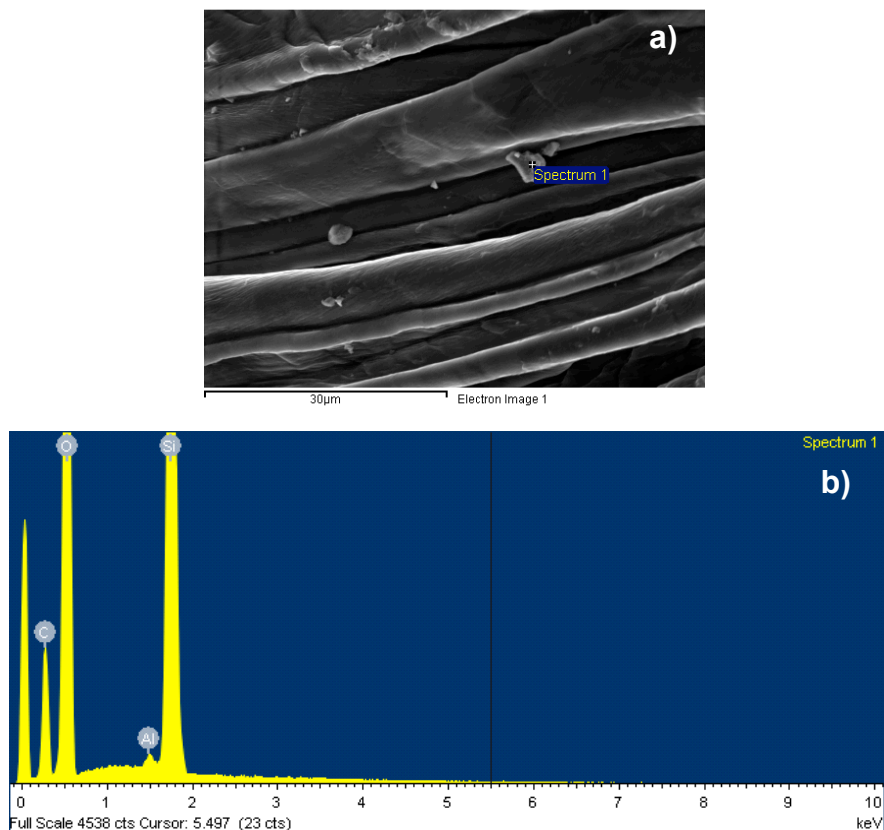 a)
Spectrum 1
30µm Electron Image 1
Spectrum 1
b)
O Si
C
Al
0 1 2 3 4 5 6 7 8 9 10
Full Scale 4538 cts Cursor: 5.497 (23 cts) keV